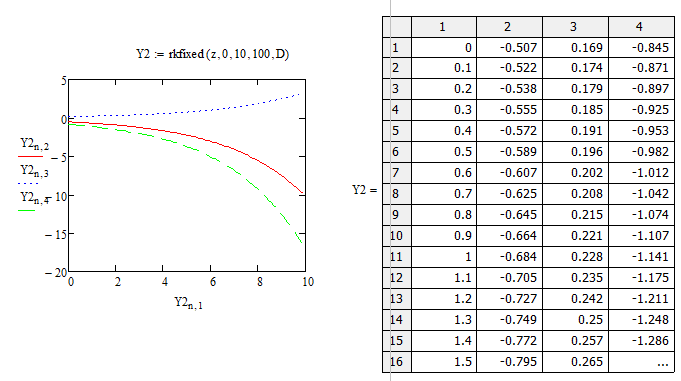 Y2 := rkfixed (z, 0, 10, 100, D)
5
0
Y2n,2
−5
Y2n,3
−10
Y2n,4
−15
−20
0 2 4 6 8 10
Y2n,1
Y2 =
1 2 3 4
1 0 -0.507 0.169 -0.845
2 0.1 -0.522 0.174 -0.871
3 0.2 -0.538 0.179 -0.897
4 0.3 -0.555 0.185 -0.925
5 0.4 -0.572 0.191 -0.953
6 0.5 -0.589 0.196 -0.982
7 0.6 -0.607 0.202 -1.012
8 0.7 -0.625 0.208 -1.042
9 0.8 -0.645 0.215 -1.074
10 0.9 -0.664 0.221 -1.107
11 1 -0.684 0.228 -1.141
12 1.1 -0.705 0.235 -1.175
13 1.2 -0.727 0.242 -1.211
14 1.3 -0.749 0.25 -1.248
15 1.4 -0.772 0.257 -1.286
16 1.5 -0.795 0.265 ...